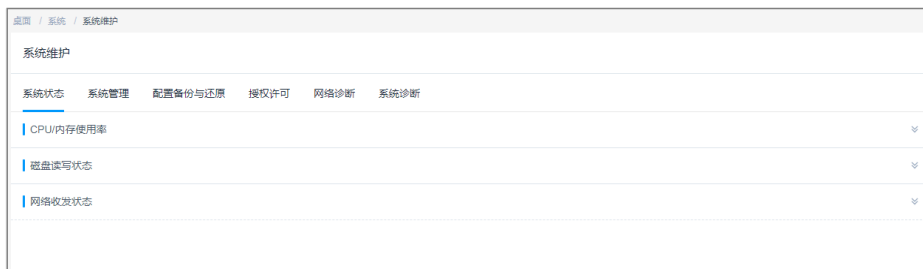 桌面 / 系统 / 系统维护
系统维护
系统状态 系统管理 配置备份与还原 授权许可 网络诊断 系统诊断
CPU/内存使用率
磁盘读写状态
网络收发状态